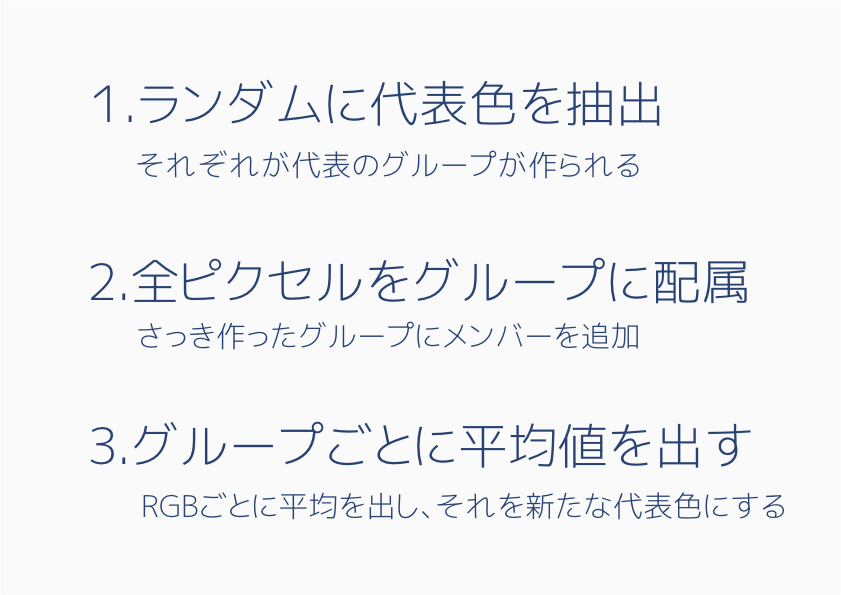 1.ランダムに代表色を抽出
それぞれが代表のグループが作られる
2.全ピクセルをグループに配属
さっき作ったグループにメンバーを追加
3.グループごとに平均値を出す
RGBごとに平均を出し、それを新たな代表色にする